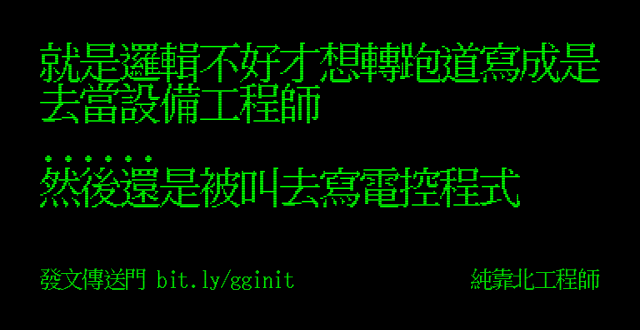 就是邏輯不好才想轉跑道寫成是
去當設備工程師
......
然後還是被叫去寫電控程式
發文傳送門 bit.ly/gginit
純靠北工程師